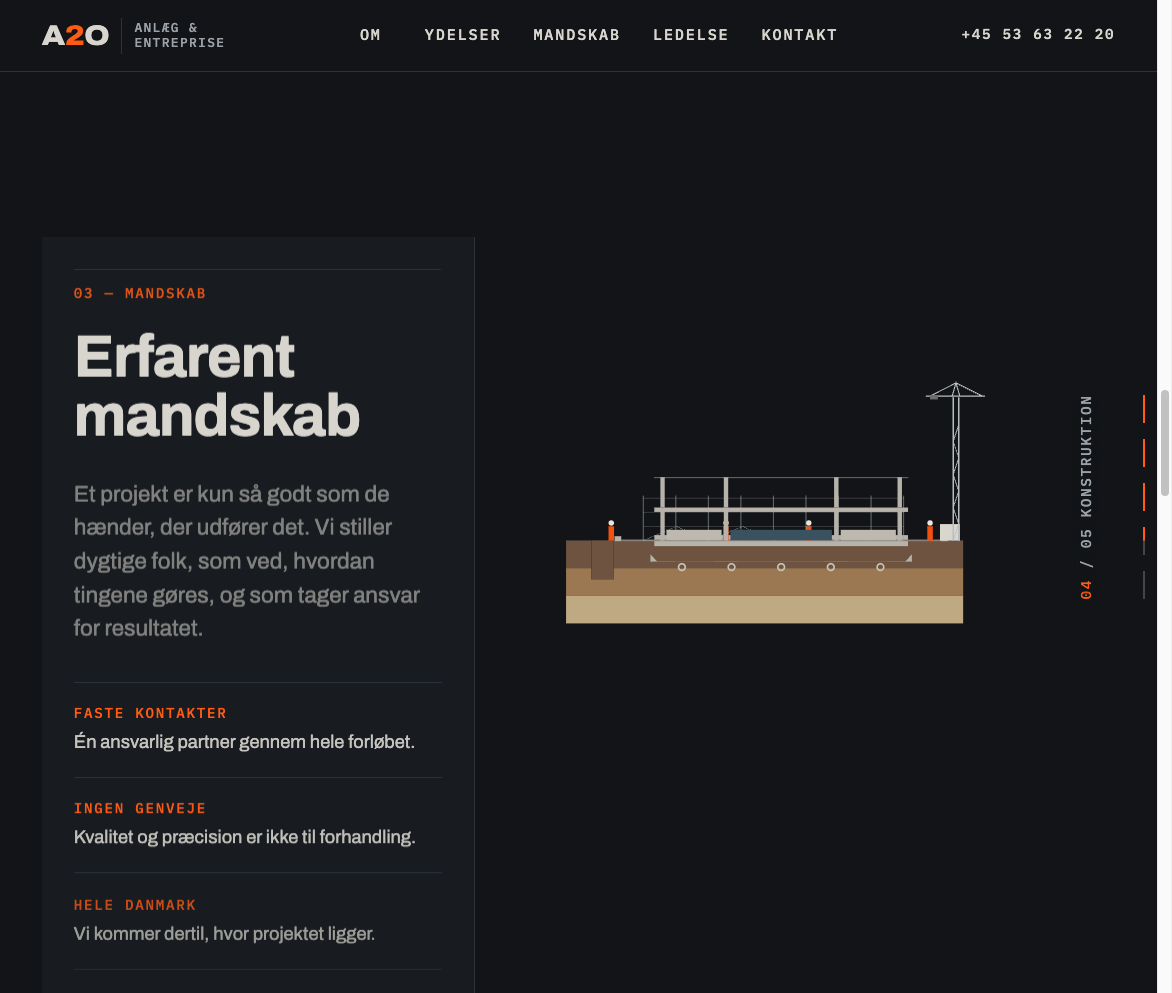 A2O
ANLÆG &
ENTREPRISE
OM YDELSER MANDSKAB LEDELSE KONTAKT
+45 53 63 22 20
03 — MANDSKAB
Erfarent
mandskab
Et projekt er kun så godt som de
hænder, der udfører det. Vi stiller
dygtige folk, som ved, hvordan
tingene gøres, og som tager ansvar
for resultatet.
FASTE KONTAKTER
Én ansvarlig partner gennem hele forløbet.
INGEN GENVEJE
Kvalitet og præcision er ikke til forhandling.
HELE DANMARK
Vi kommer dertil, hvor projektet ligger.
04 / 05 KONSTRUKTION